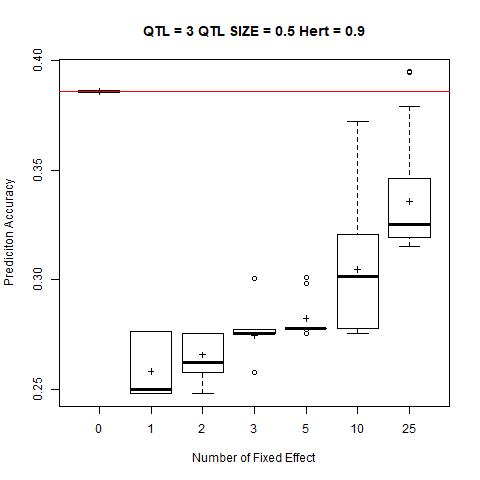 QTL = 3 QTL SIZE = 0.5 Hert = 0.9
0.40
0.35
0.30
0.25
Prediciton Accuracy
0 1 2 3 5 10 25
Number of Fixed Effect